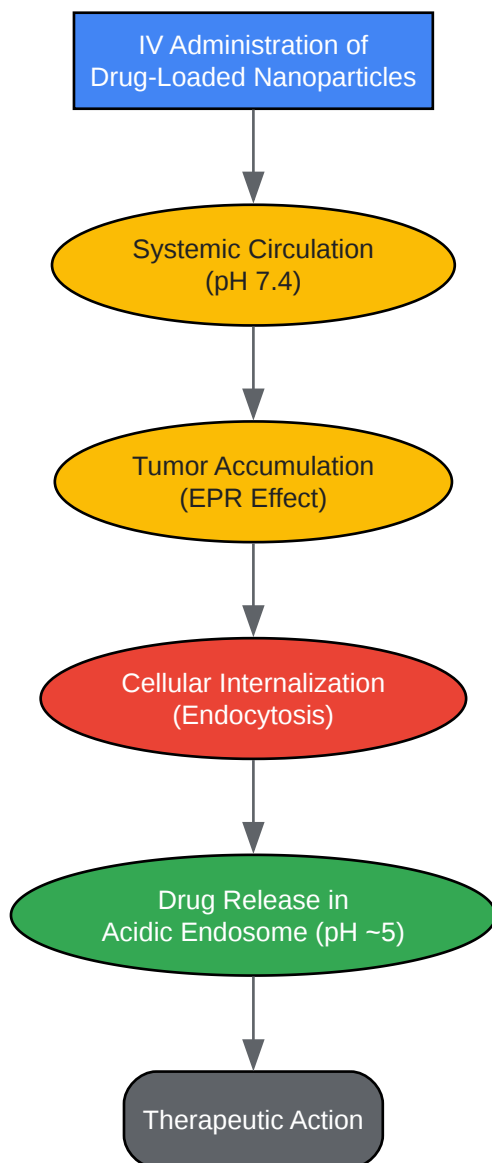 IV Administration of
Drug-Loaded Nanoparticles
Systemic Circulation
(pH 7.4)
Tumor Accumulation
(EPR Effect)
Cellular Internalization
(Endocytosis)
Drug Release in
Acidic Endosome (pH ~5)
Therapeutic Action